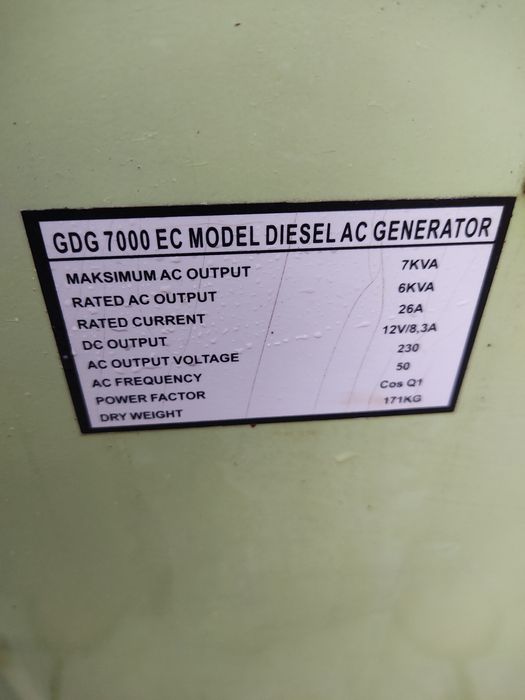 GDG 7000 EC MODEL DIESEL AC GENERATOR
MAKSIMUM AC OUTPUT 7KVA
RATED AC OUTPUT 6KVA
RATED CURRENT 26A
DC OUTPUT 12V/8,3A
AC OUTPUT VOLTAGE 230
AC FREQUENCY 50
POWER FACTOR Cos Q1
DRY WEIGHT 171KG